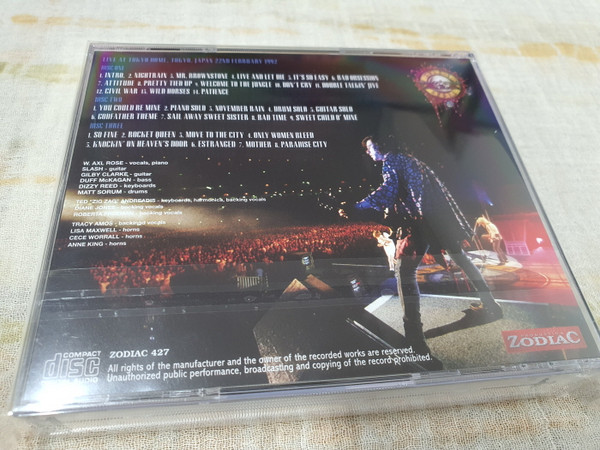 LIVE AT TOKYO DOME, TOKYO, JAPAN 22ND FEBRUARY 1992
DISC ONE
1. INTRO. 2. NIGHTRAIN 3. MR. BROWNSTONE 4. LIVE AND LET DIE 5. IT'S SO EASY 6. BAD OBSESSION
7. ATTITUDE 8. PRETTY TIED UP 9. WELCOME TO THE JUNGLE 10. DON'T CRY 11. DOUBLE TALKIN' JIVE
12. CIVIL WAR 13. WILD HORSES 14. PATIENCE
DISC TWO
1. YOU COULD BE MINE 2. PIANO SOLO 3. NOVEMBER RAIN 4. DRUM SOLO 5. GUITAR SOLO
6. GODFATHER THEME 7. SAIL AWAY SWEET SISTER 8. BAD TIME 9. SWEET CHILD O' MINE
DISC THREE
1. SO FINE 2. ROCKET QUEEN 3. MOVE TO THE CITY 4. ONLY WOMEN BLEED
5. KNOCKIN' ON HEAVEN'S DOOR 6. ESTRANGED 7. MOTHER 8. PARADISE CITY
W. AXL ROSE - vocals, piano
SLASH - guitar
GILBY CLARKE - guitar
DUFF McKAGAN - bass
DIZZY REED - keyboards
MATT SORUM - drums
TED "ZIG ZAG" ANDREADIS - keyboards, harmonica, backing vocals
DIANE JONES - backing vocals
ROBERTA - backing vocals
TRACY AMOS - backing vocals
LISA MAXWELL - horns
CECE WORRALL - horns
ANNE KING - horns
COMPACT
disc
AUDIO
ZODIAC 427
All rights of the manufacturer and the owner of the recorded works are reserved.
Unauthorized public performance, broadcasting and copying of the record prohibited.
ZODIAC